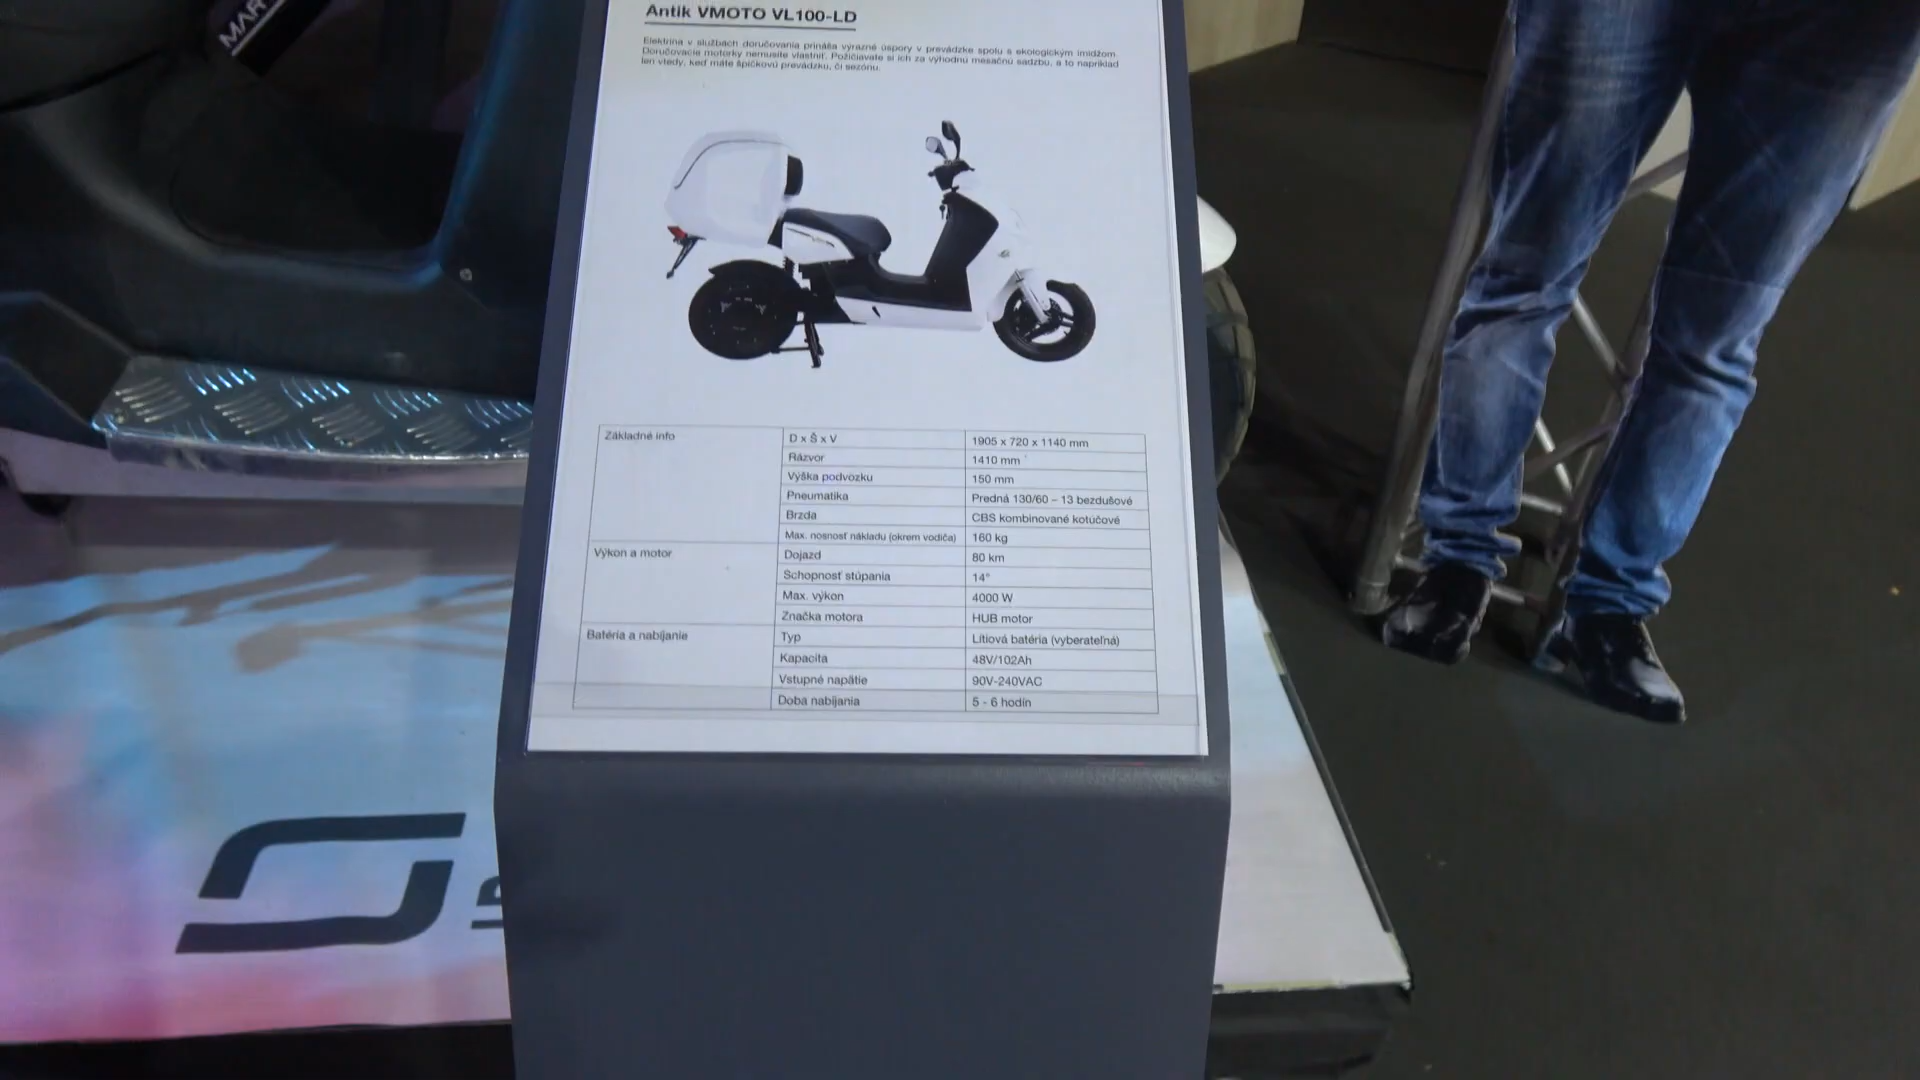 MAR
Antik VMOTO VL100-LD
Elektrina v službách doručovania prináša výrazné úspory v prevádzke spolu s ekologickým imidžom.
Doručovacie motorky nemusíte vlastniť. Požičiavate si ich za výhodnú mesačnú sadzbu, a to napríklad
len vtedy, keď máte špičkovú prevádzku, či sezónu.
Základné info D x Š x V 1905 x 720 x 1140 mm
Rázvor 1410 mm
Výška podvozku 150 mm
Pneumatika Predná 130/60 – 13 bezdušové
Brzda CBS kombinované kotúčové
Max. nosnosť nákladu (okrem vodiča) 160 kg
Výkon a motor Dojazd 80 km
Schopnosť stúpania 14°
Max. výkon 4000 W
Značka motora HUB motor
Batéria a nabíjanie Typ Lítiová batéria (vyberateľná)
Kapacita 48V/102Ah
Vstupné napätie 90V-240VAC
Doba nabíjania 5 - 6 hodín